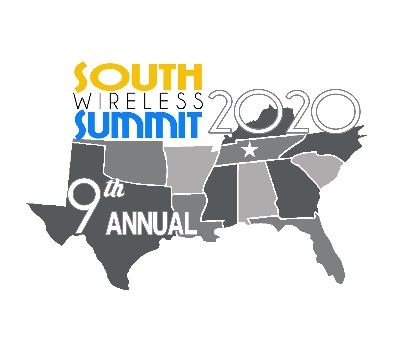 SOUTH
WIRELESS 2020
SUMMIT
9th ANNUAL